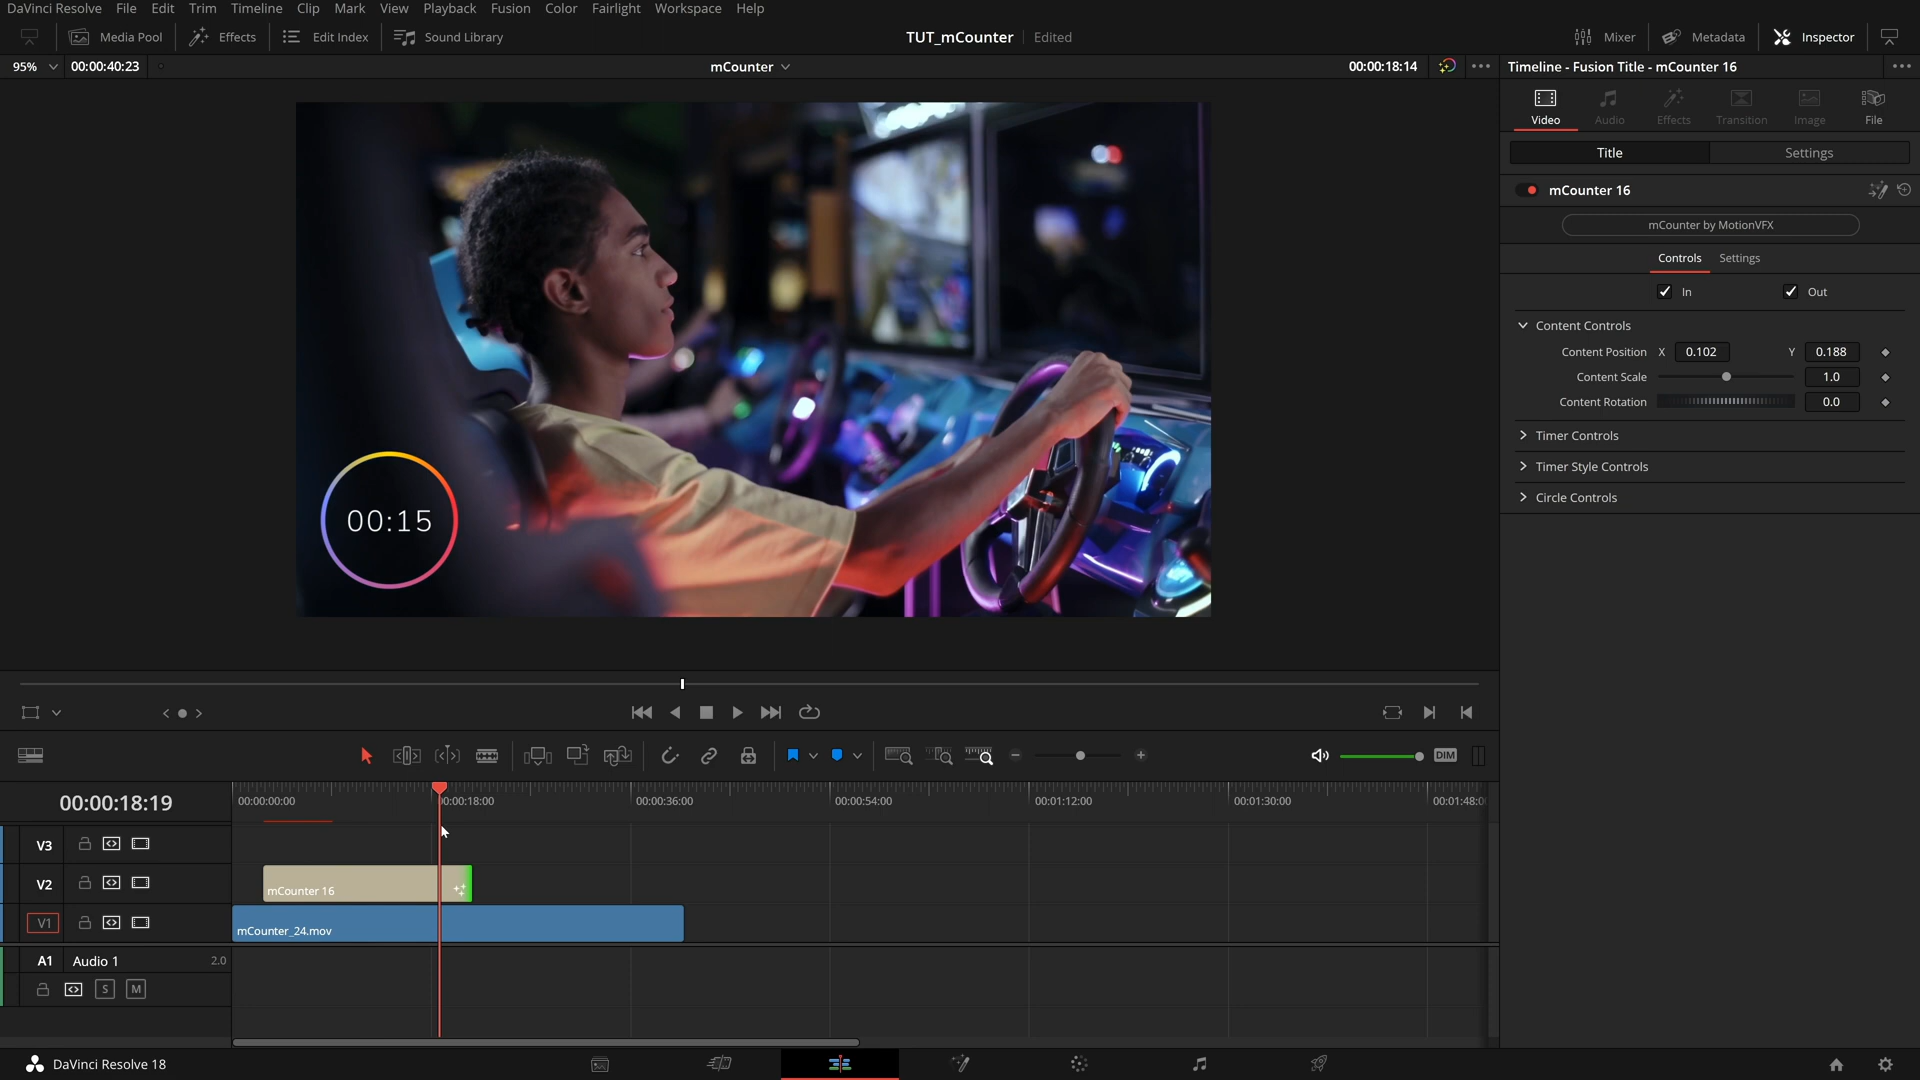 DaVinci Resolve File Edit Trim Timeline Clip Mark View Playback Fusion Color Fairlight Workspace Help
Media Pool Effects Edit Index Sound Library TUT_mCounter Edited Mixer Metadata Inspector
95% 00:00:40:23 mCounter 00:00:18:14 Timeline - Fusion Title - mCounter 16
Video Audio Effects Transition Image File
Title Settings
mCounter 16
mCounter by MotionVFX
Controls Settings
In Out
Content Controls
Content Position X 0.102 Y 0.188
Content Scale 1.0
Content Rotation 0.0
Timer Controls
Timer Style Controls
Circle Controls
00:15
DIM
00:00:18:19 00:00:00:00 00:00:18:00 00:00:36:00 00:00:54:00 00:01:12:00 00:01:30:00 00:01:48:0
V3
V2 mCounter 16
V1 mCounter_24.mov
A1 Audio 1 2.0
S M
DaVinci Resolve 18